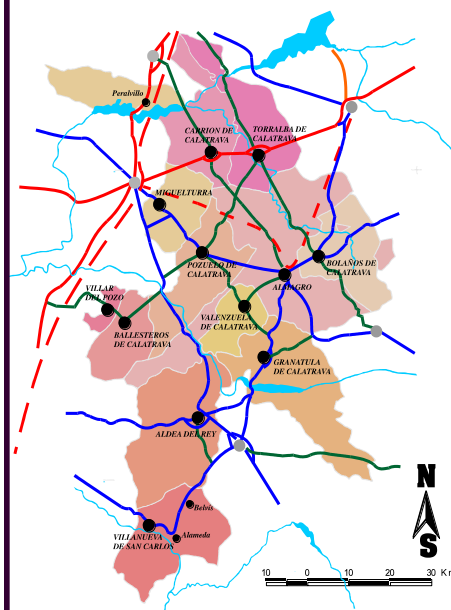 Peralvillo
CARRION DE
CALATRAVA
TORRALBA DE
CALATRAVA
MIGUELTURRA
POZUELO DE
CALATRAVA
BOLAÑOS DE
CALATRAVA
ALMAGRO
VILLAR
DEL POZO
VALENZUELA
DE CALATRAVA
BALLESTEROS
DE CALATRAVA
GRANATULA
DE CALATRAVA
ALDEA DEL REY
Belvis
VILLANUEVA
DE SAN CARLOS
Alameda
N
S
10 0 10 20 30 K